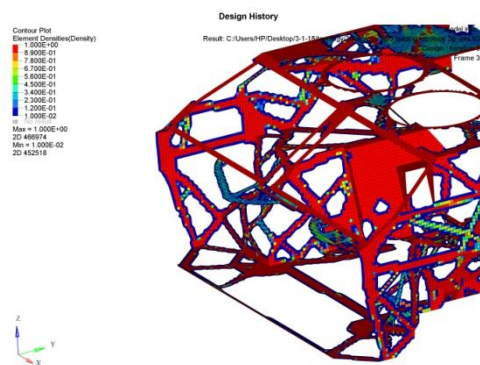 Design History
Contour Plot
Element Densities(Density)
1.000E+00
8.900E-01
7.800E-01
6.700E-01
5.600E-01
4.500E-01
3.400E-01
2.300E-01
1.200E-01
1.000E-02
No result
Max = 1.000E+00
2D 466974
Min = 1.000E-02
2D 452518
Result: C:/Users/HP/Desktop/3-1-15/
Frame 3
Z
Y
X